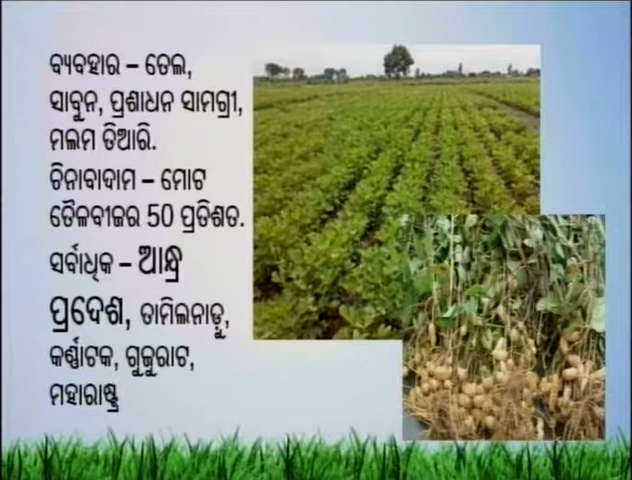 ବ୍ୟବହାର – ତେଲ,
ସାବୁନ, ପ୍ରଶାଧନ ସାମଗ୍ରୀ,
ମଲମ ତିଆରି.
ଚିନାବାଦାମ – ମୋଟ
ତୈଳବୀଜର 50 ପ୍ରତିଶତ.
ସର୍ବାଧିକ – ଆନ୍ଧ୍ର
ପ୍ରଦେଶ, ତାମିଲନାଡୁ,
କର୍ଣ୍ଣାଟକ, ଗୁଜୁରାଟ,
ମହାରାଷ୍ଟ୍ର